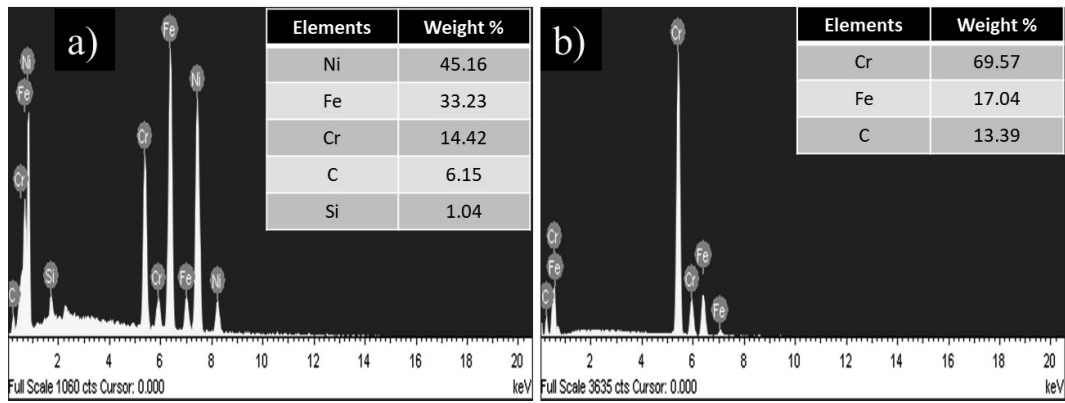 a)
Elements Weight %
Ni 45.16
Fe 33.23
Cr 14.42
C 6.15
Si 1.04
Ni
Fe
Cr
C
Si
Cr
Cr
Fe
Fe
Ni
Ni
2 4 6 8 10 12 14 16 18 20
Full Scale 1060 cts Cursor: 0.000 keV
b)
Elements Weight %
Cr 69.57
Fe 17.04
C 13.39
Cr
Fe
C
Cr
Cr
Fe
Fe
2 4 6 8 10 12 14 16 18 20
Full Scale 3635 cts Cursor: 0.000 keV